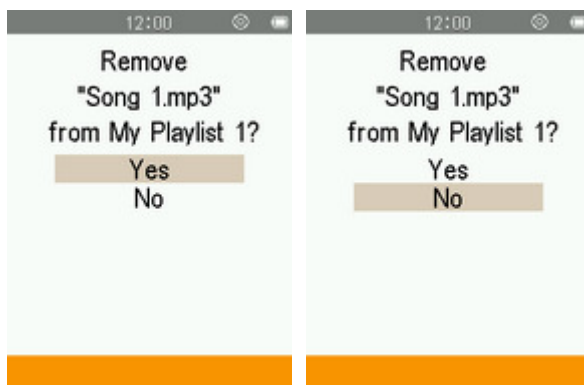 12:00
Remove
"Song 1.mp3"
from My Playlist 1?
Yes
No
12:00
Remove
"Song 1.mp3"
from My Playlist 1?
Yes
No